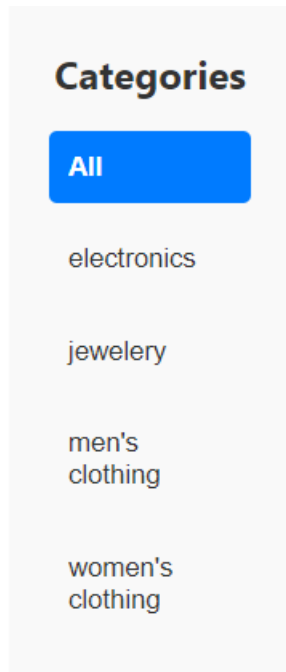 Categories
All
electronics
jewelery
men's
clothing
women's
clothing